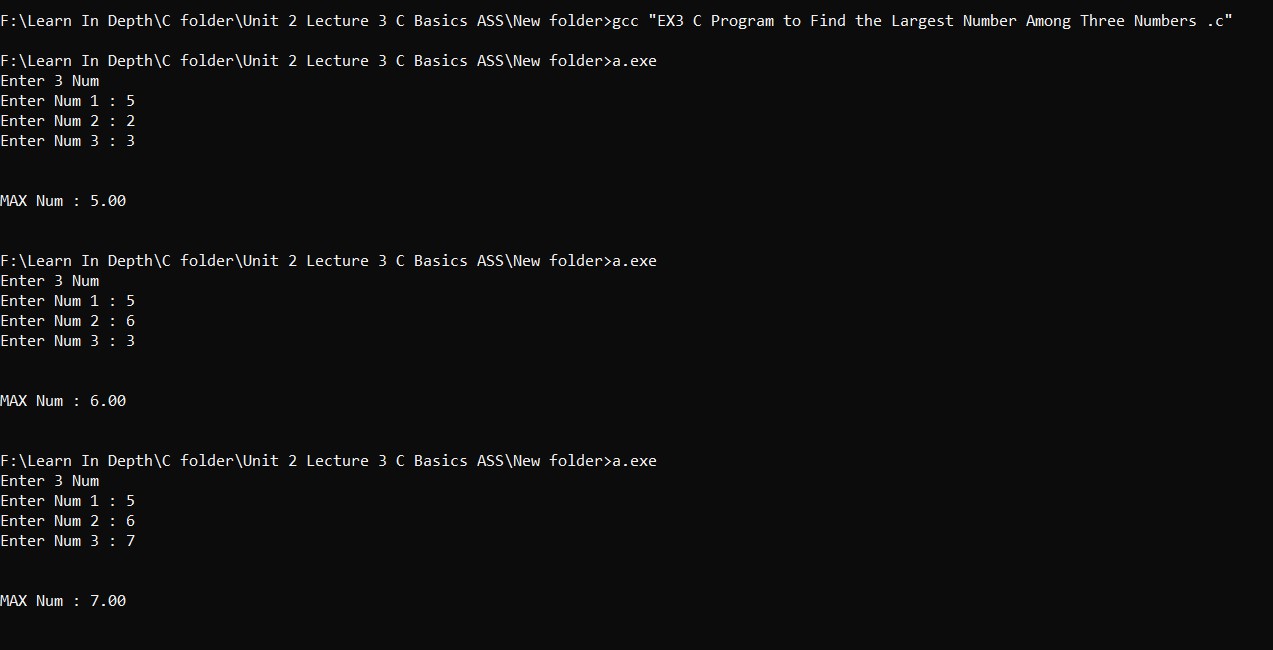 F:\Learn In Depth\C folder\Unit 2 Lecture 3 C Basics ASS\New folder>gcc "EX3 C Program to Find the Largest Number Among Three Numbers .c"
F:\Learn In Depth\C folder\Unit 2 Lecture 3 C Basics ASS\New folder>a.exe
Enter 3 Num
Enter Num 1 : 5
Enter Num 2 : 2
Enter Num 3 : 3
MAX Num : 5.00
F:\Learn In Depth\C folder\Unit 2 Lecture 3 C Basics ASS\New folder>a.exe
Enter 3 Num
Enter Num 1 : 5
Enter Num 2 : 6
Enter Num 3 : 3
MAX Num : 6.00
F:\Learn In Depth\C folder\Unit 2 Lecture 3 C Basics ASS\New folder>a.exe
Enter 3 Num
Enter Num 1 : 5
Enter Num 2 : 6
Enter Num 3 : 7
MAX Num : 7.00